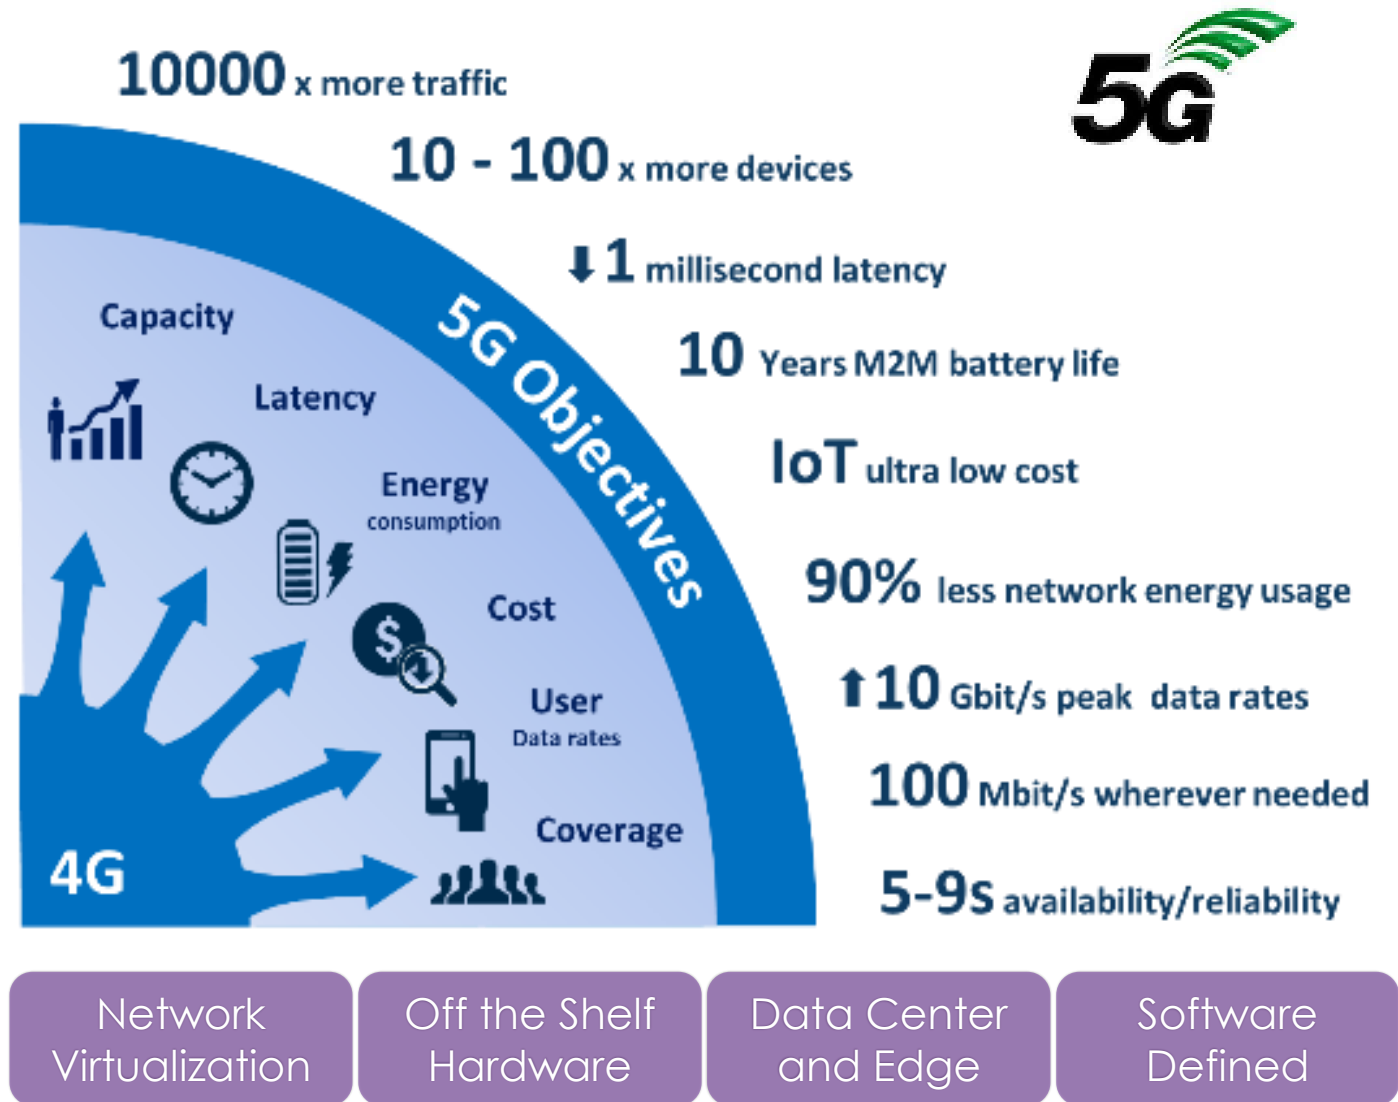 5G
10000 x more traffic
10 - 100 x more devices
1 millisecond latency
10 Years M2M battery life
IoT ultra low cost
90% less network energy usage
10 Gbit/s peak data rates
100 Mbit/s wherever needed
5-9s availability/reliability
5G Objectives
Capacity
Latency
Energy
consumption
Cost
$
User
Data rates
Coverage
4G
Network
Virtualization
Off the Shelf
Hardware
Data Center
and Edge
Software
Defined